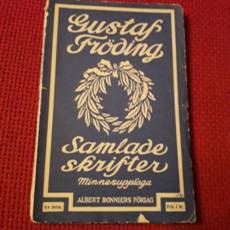 Gustaf
Fröding
Samlade
skrifter
Minnesupplaga
ALBERT BONNIERS FÖRLAG